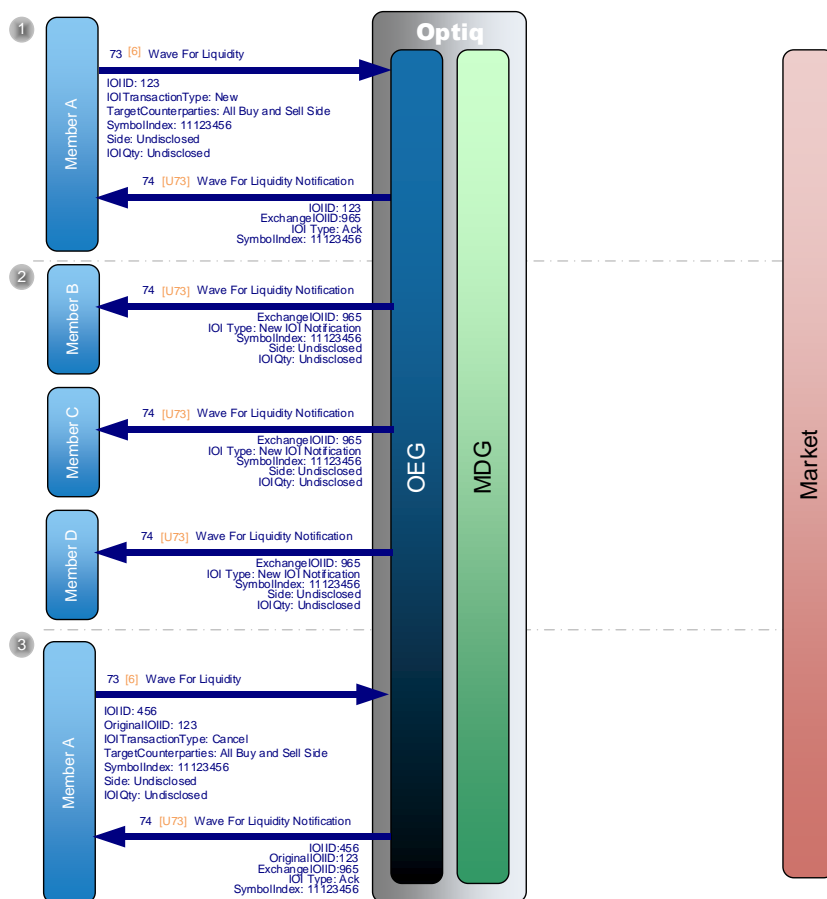 1
Optiq
Member A
73 [6] Wave For Liquidity
IOIID: 123
IOITransactionType: New
TargetCounterparties: All Buy and Sell Side
SymbolIndex: 11123456
Side: Undisclosed
IOIQty: Undisclosed
74 [U73] Wave For Liquidity Notification
IOIID: 123
ExchangeIOIID:965
IOI Type: Ack
SymbolIndex: 11123456
2
Member B
74 [U73] Wave For Liquidity Notification
ExchangeIOIID: 965
IOI Type: New IOI Notification
SymbolIndex: 11123456
Side: Undisclosed
IOIQty: Undisclosed
Member C
74 [U73] Wave For Liquidity Notification
ExchangeIOIID: 965
IOI Type: New IOI Notification
SymbolIndex: 11123456
Side: Undisclosed
IOIQty: Undisclosed
OEG
MDG
Market
Member D
74 [U73] Wave For Liquidity Notification
ExchangeIOIID: 965
IOI Type: New IOI Notification
SymbolIndex: 11123456
Side: Undisclosed
IOIQty: Undisclosed
3
Member A
73 [6] Wave For Liquidity
IOIID: 456
OriginalIOIID: 123
IOITransactionType: Cancel
TargetCounterparties: All Buy and Sell Side
SymbolIndex: 11123456
Side: Undisclosed
IOIQty: Undisclosed
74 [U73] Wave For Liquidity Notification
IOIID:456
OriginalIOIID:123
ExchangeIOIID:965
IOI Type: Ack
SymbolIndex: 11123456